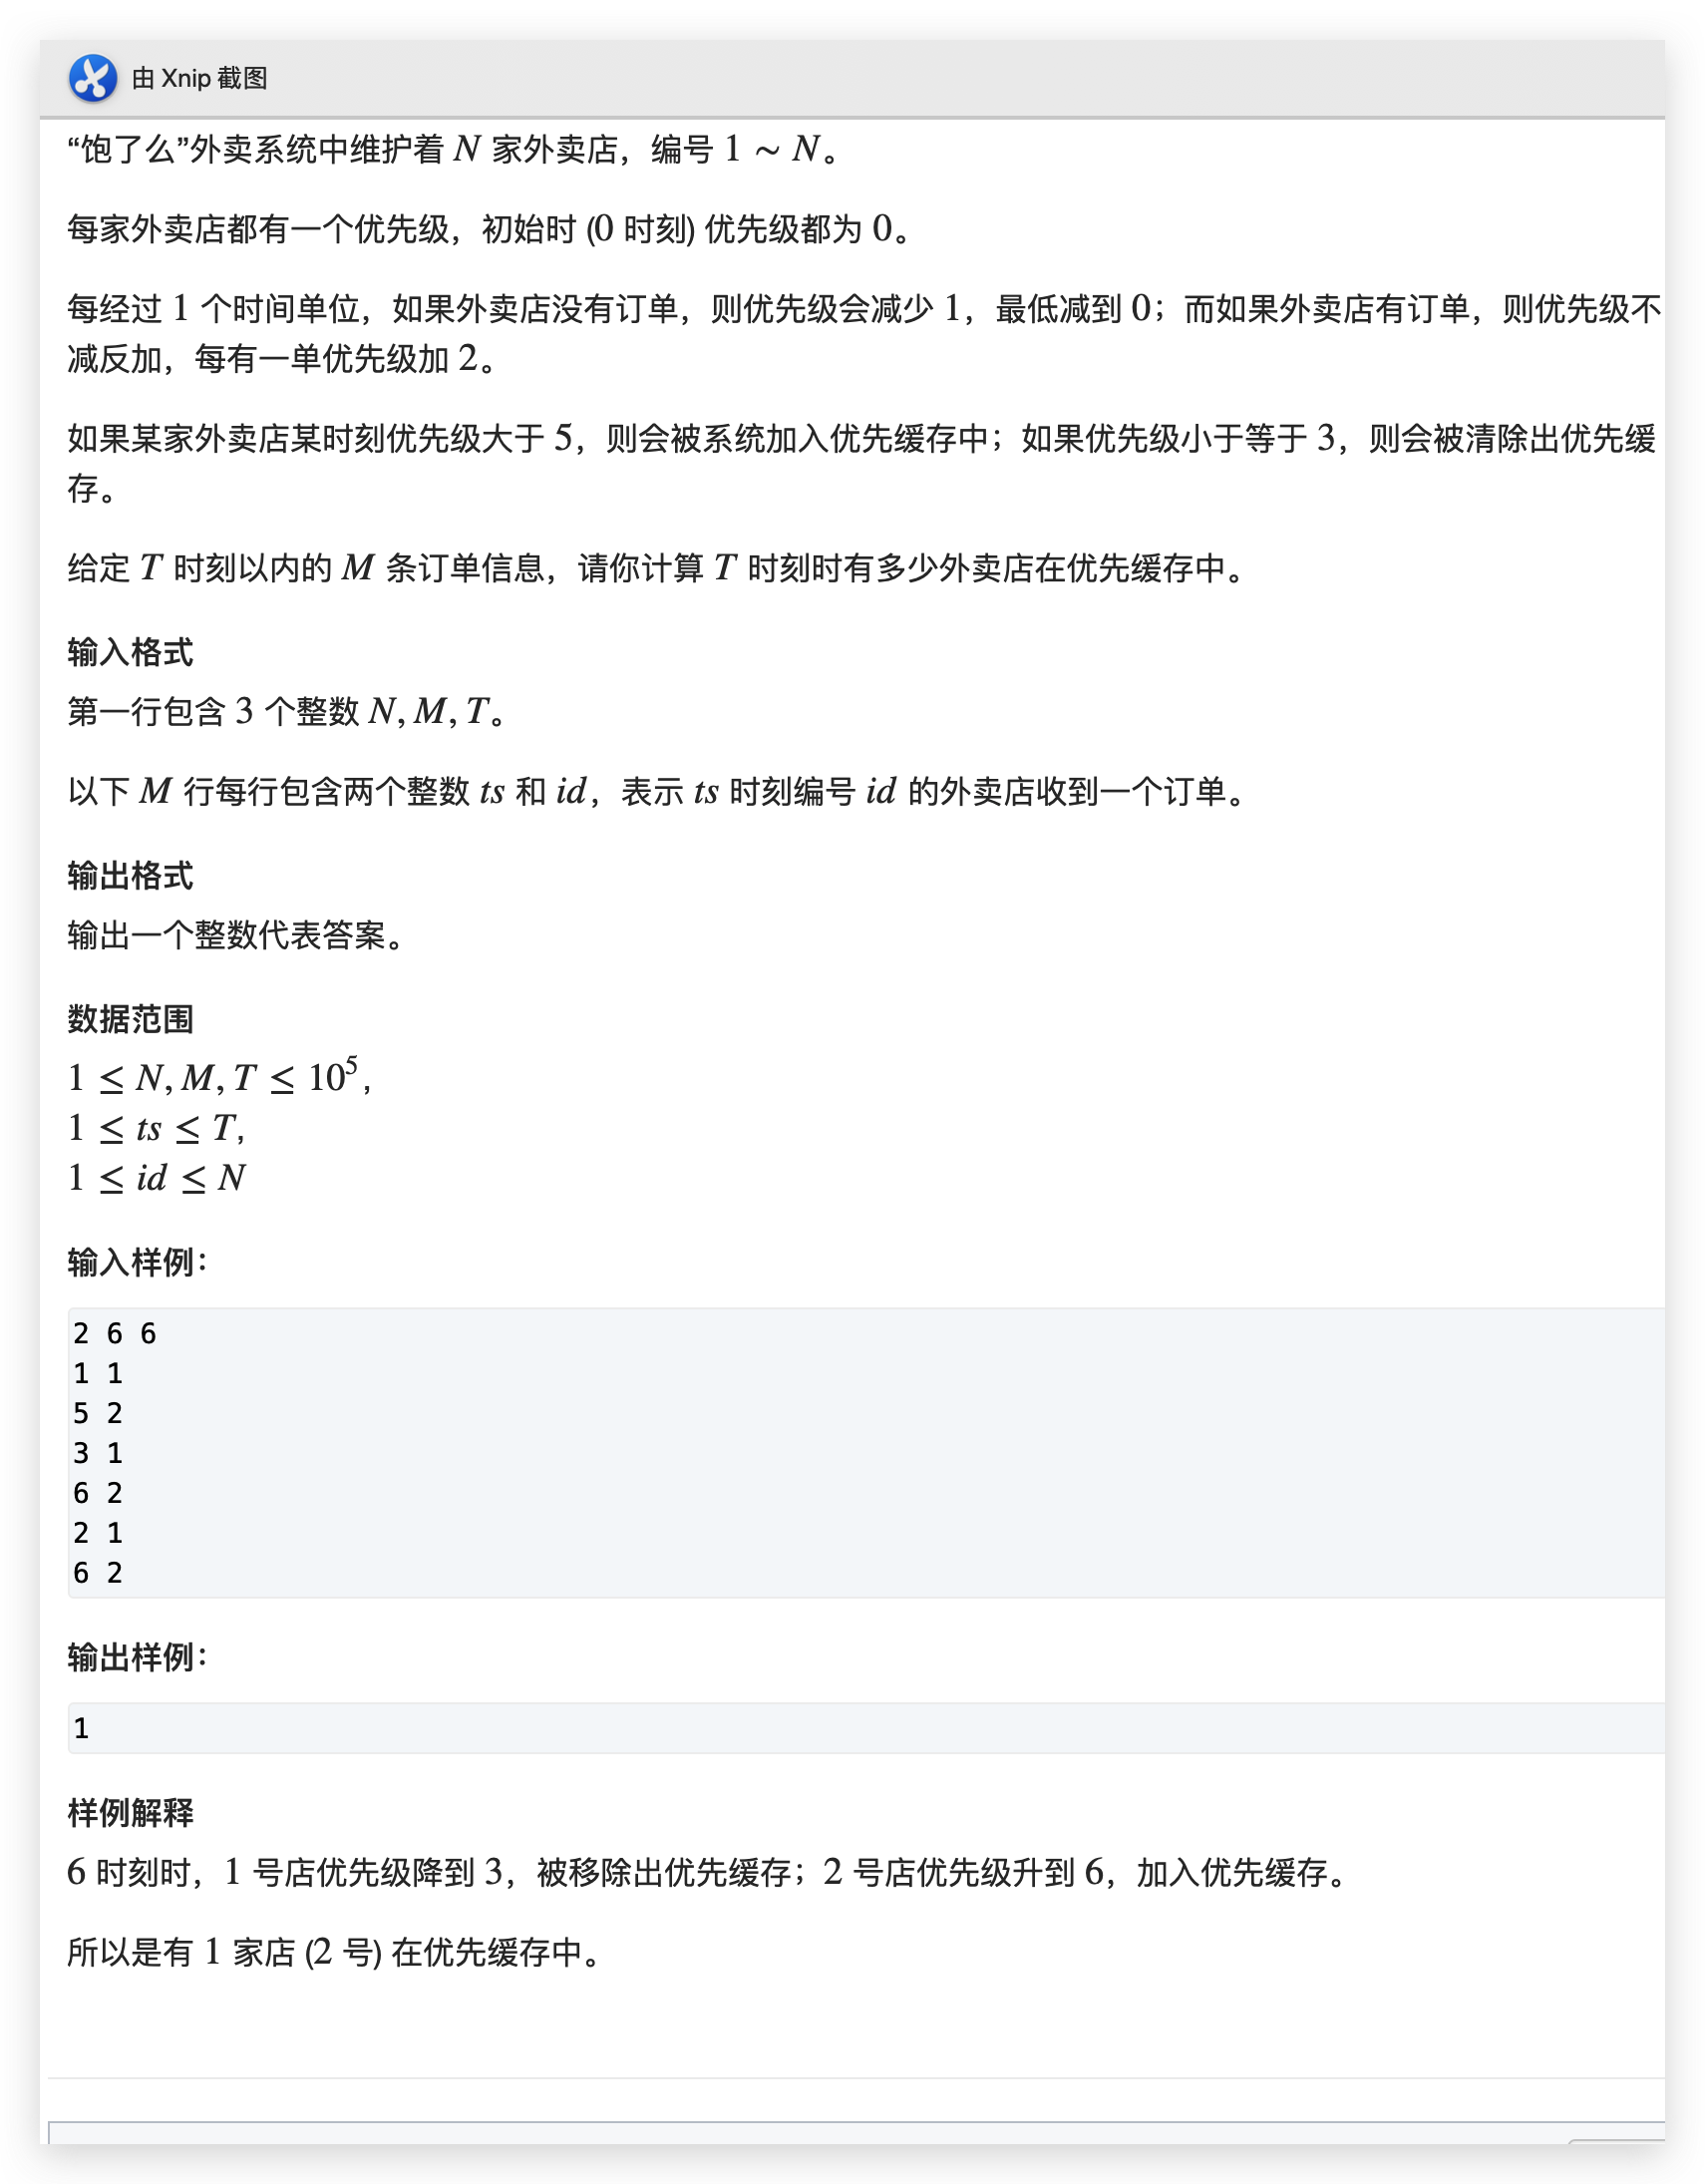 由 Xnip 截图
“饱了么”外卖系统中维护着 N 家外卖店，编号 1 ∼ N。
每家外卖店都有一个优先级，初始时 (0 时刻) 优先级都为 0。
每经过 1 个时间单位，如果外卖店没有订单，则优先级会减少 1，最低减到 0；而如果外卖店有订单，则优先级不
减反加，每有一单优先级加 2。
如果某家外卖店某时刻优先级大于 5，则会被系统加入优先缓存中；如果优先级小于等于 3，则会被清除出优先缓
存。
给定 T 时刻以内的 M 条订单信息，请你计算 T 时刻时有多少外卖店在优先缓存中。
输入格式
第一行包含 3 个整数 N, M, T。
以下 M 行每行包含两个整数 ts 和 id，表示 ts 时刻编号 id 的外卖店收到一个订单。
输出格式
输出一个整数代表答案。
数据范围
1 ≤ N, M, T ≤ 10⁵,
1 ≤ ts ≤ T,
1 ≤ id ≤ N
输入样例：
2 6 6
1 1
5 2
3 1
6 2
2 1
6 2
输出样例：
1
样例解释
6 时刻时，1 号店优先级降到 3，被移除出优先缓存；2 号店优先级升到 6，加入优先缓存。
所以是有 1 家店 (2 号) 在优先缓存中。